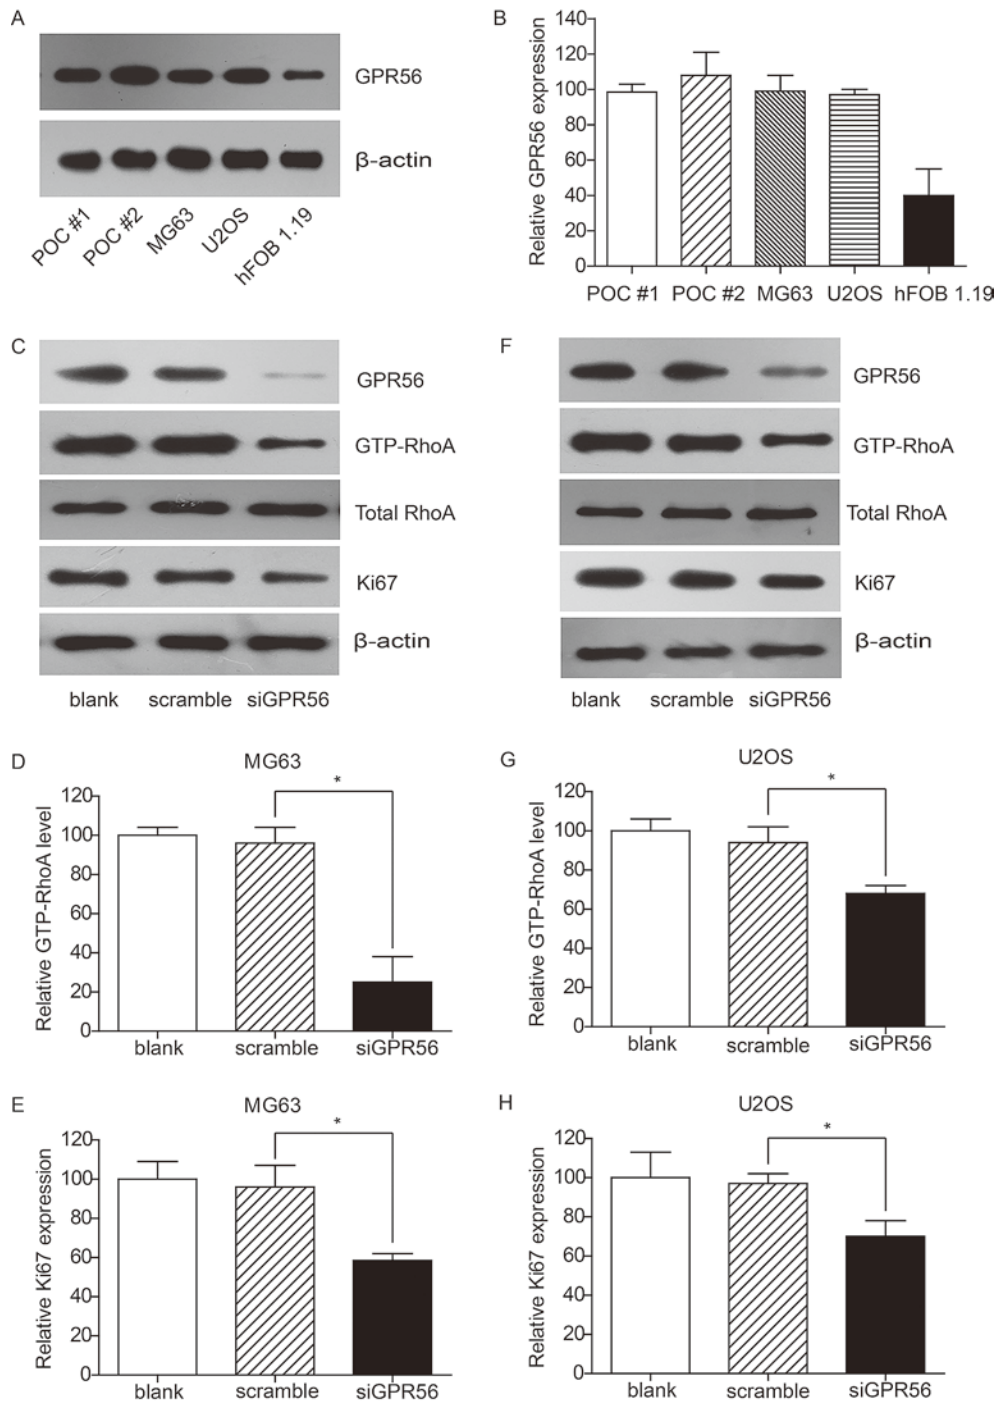 A
GPR56
β-actin
POC #1
POC #2
MG63
U2OS
hFOB 1.19
B
Relative GPR56 expression
140
120
100
80
60
40
20
0
POC #1 POC #2 MG63 U2OS hFOB 1.19
C
GPR56
GTP-RhoA
Total RhoA
Ki67
β-actin
blank scramble siGPR56
F
GPR56
GTP-RhoA
Total RhoA
Ki67
β-actin
blank scramble siGPR56
D
MG63
*
Relative GTP-RhoA level
120
100
80
60
40
20
0
blank scramble siGPR56
G
U2OS
*
Relative GTP-RhoA level
120
100
80
60
40
20
0
blank scramble siGPR56
E
MG63
*
Relative Ki67 expression
120
100
80
60
40
20
0
blank scramble siGPR56
H
U2OS
*
Relative Ki67 expression
120
100
80
60
40
20
0
blank scramble siGPR56